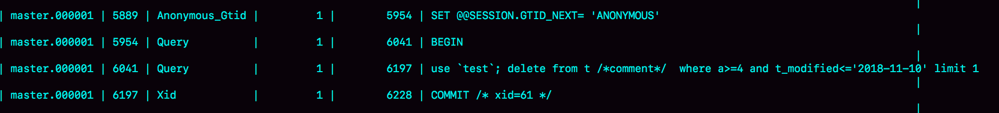 | master.000001 | 5889 | Anonymous_Gtid | 1 | 5954 | SET @@SESSION.GTID_NEXT= 'ANONYMOUS'
|
| master.000001 | 5954 | Query | 1 | 6041 | BEGIN
|
| master.000001 | 6041 | Query | 1 | 6197 | use `test`; delete from t /*comment*/  where a>=4 and t_modified<='2018-11-10' limit 1
|
| master.000001 | 6197 | Xid | 1 | 6228 | COMMIT /* xid=61 */
|